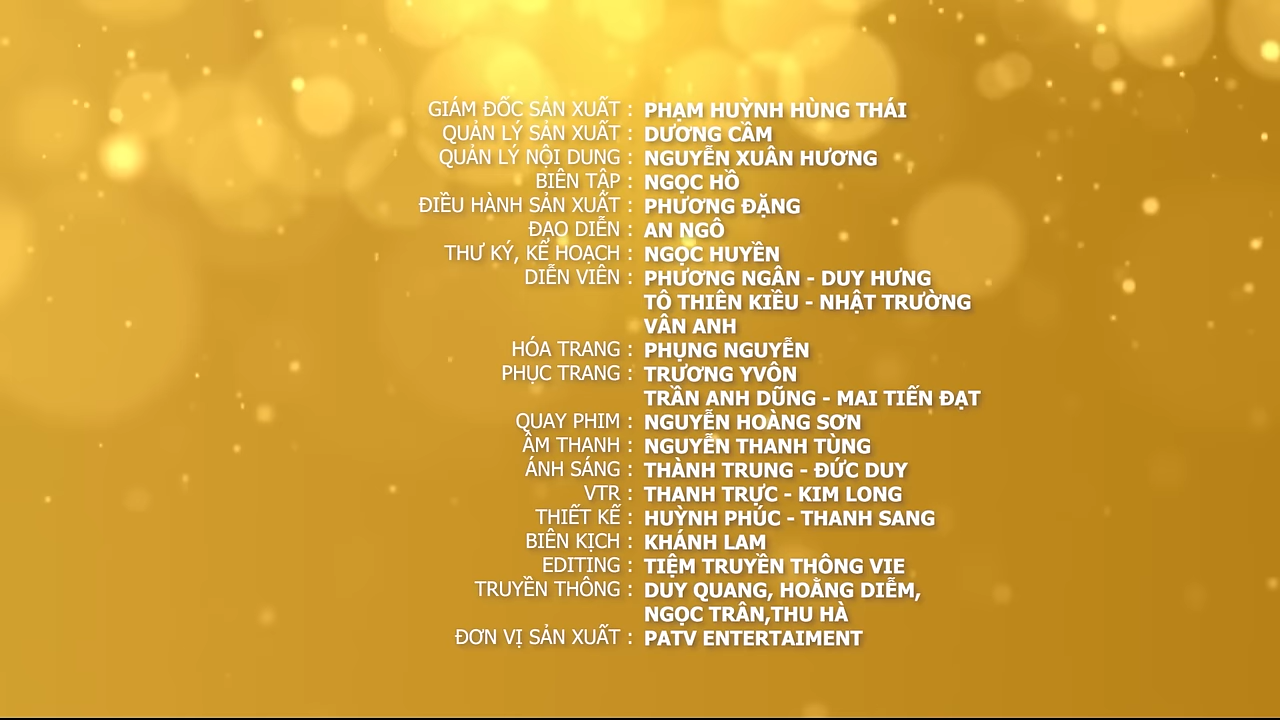 GIÁM ĐỐC SẢN XUẤT : PHẠM HUỲNH HÙNG THÁI
QUẢN LÝ SẢN XUẤT : DƯƠNG CẦM
QUẢN LÝ NỘI DUNG : NGUYỄN XUÂN HƯƠNG
BIÊN TẬP : NGỌC HỒ
ĐIỀU HÀNH SẢN XUẤT : PHƯƠNG ĐẶNG
ĐẠO DIỄN : AN NGÔ
THƯ KÝ, KẾ HOẠCH : NGỌC HUYỀN
DIỄN VIÊN : PHƯƠNG NGÂN - DUY HƯNG
TÔ THIÊN KIỀU - NHẬT TRƯỜNG
VÂN ANH
HÓA TRANG : PHỤNG NGUYỄN
PHỤC TRANG : TRƯƠNG YVÔN
TRẦN ANH DŨNG - MAI TIẾN ĐẠT
QUAY PHIM : NGUYỄN HOÀNG SƠN
ÂM THANH : NGUYỄN THANH TÙNG
ÁNH SÁNG : THÀNH TRUNG - ĐỨC DUY
VTR : THANH TRỰC - KIM LONG
THIẾT KẾ : HUỲNH PHÚC - THANH SANG
BIÊN KỊCH : KHÁNH LAM
EDITING : TIỆM TRUYỀN THÔNG VIE
TRUYỀN THÔNG : DUY QUANG, HOẰNG DIỄM,
NGỌC TRÂN,THU HÀ
ĐƠN VỊ SẢN XUẤT : PATV ENTERTAIMENT